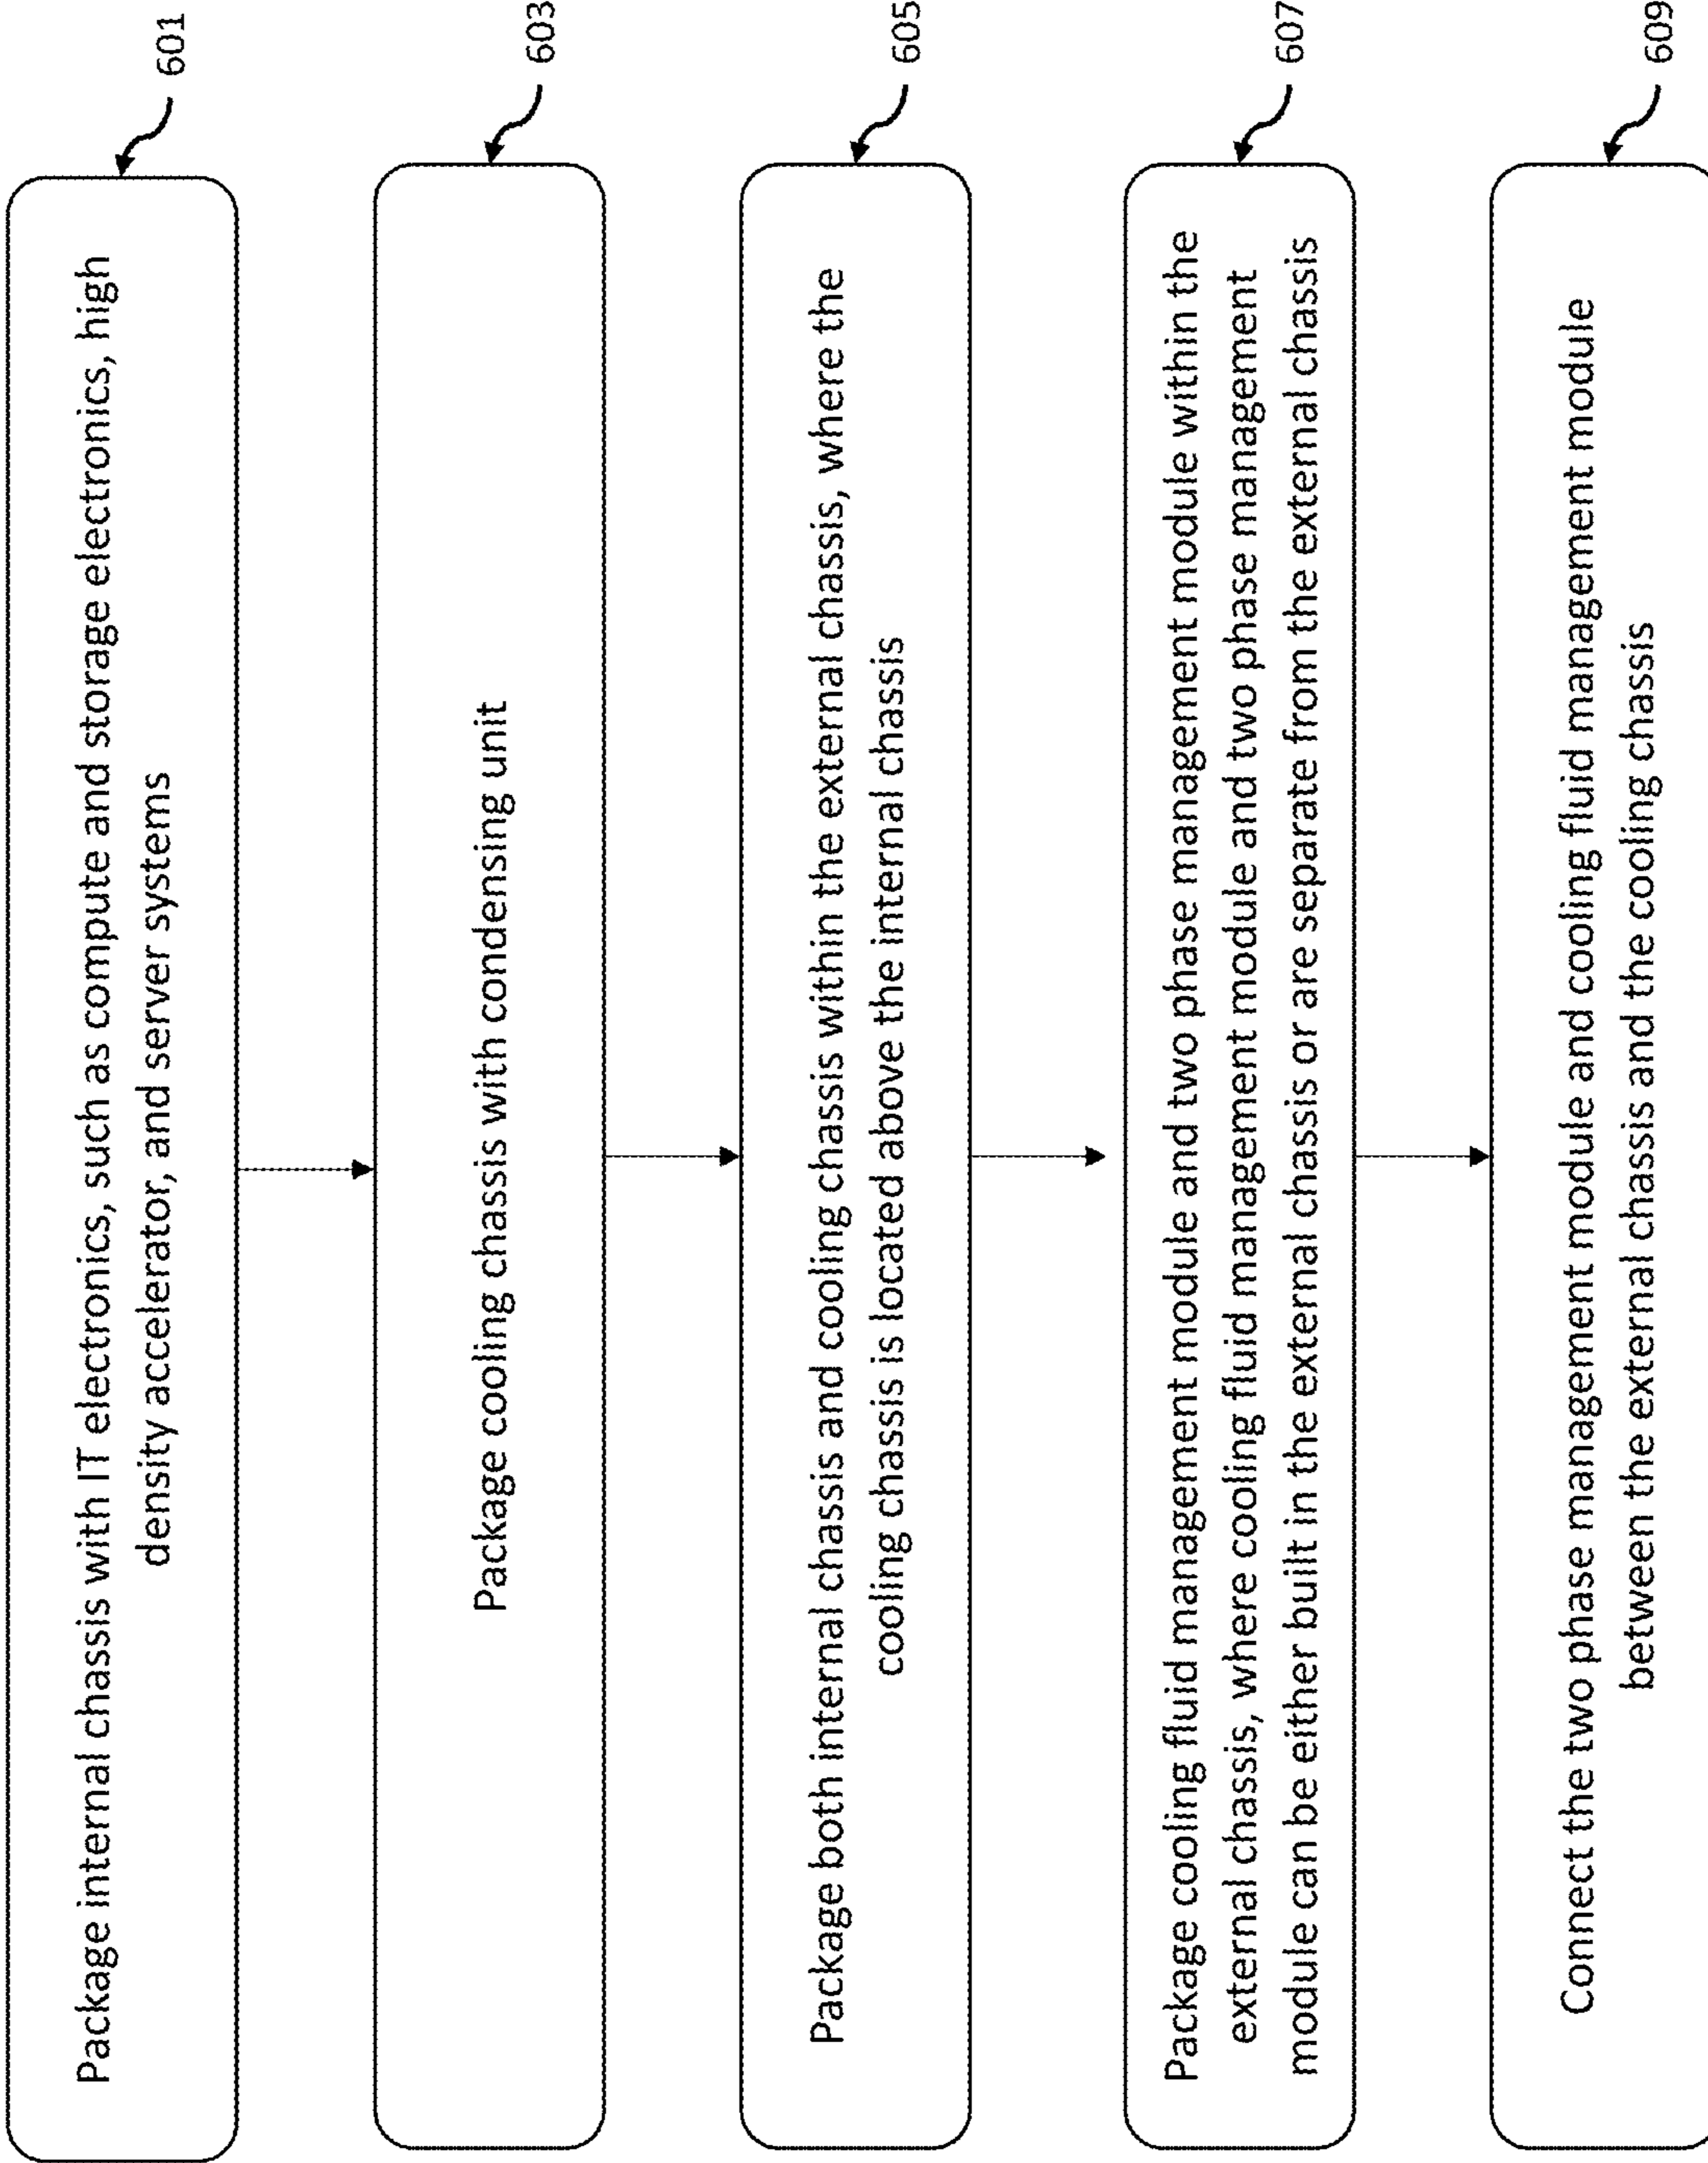 Package internal chassis with IT electronics, such as compute and storage electronics, high
density accelerator, and server systems
601
Package cooling chassis with condensing unit
603
Package both internal chassis and cooling chassis within the external chassis, where the
cooling chassis is located above the internal chassis
605
Package cooling fluid management module and two phase management module within the
external chassis, where cooling fluid management module and two phase management
module can be either built in the external chassis or are separate from the external chassis
607
Connect the two phase management module and cooling fluid management module
between the external chassis and the cooling chassis
609